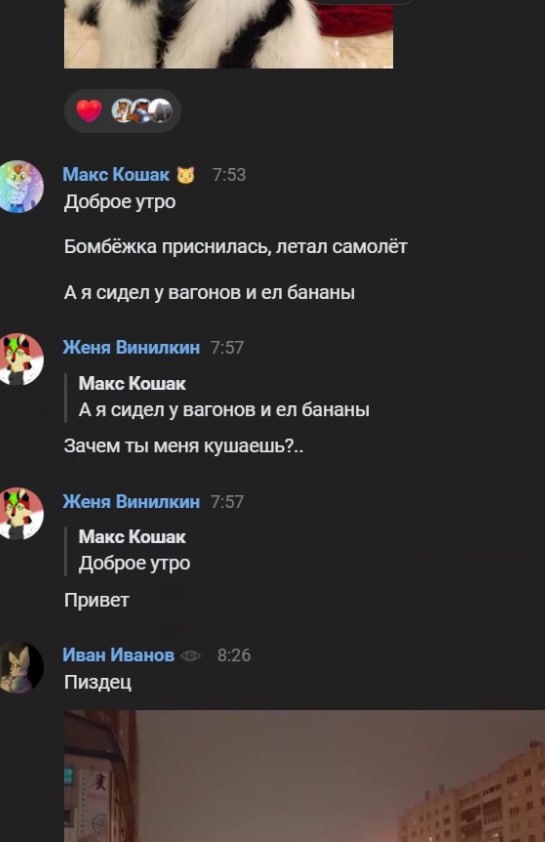 Макс Кошак 😼 7:53
Доброе утро
Бомбёжка приснилась, летал самолёт
А я сидел у вагонов и ел бананы
Женя Винилкин 7:57
Макс Кошак
А я сидел у вагонов и ел бананы
Зачем ты меня кушаешь?..
Женя Винилкин 7:57
Макс Кошак
Доброе утро
Привет
Иван Иванов 8:26
Пиздец